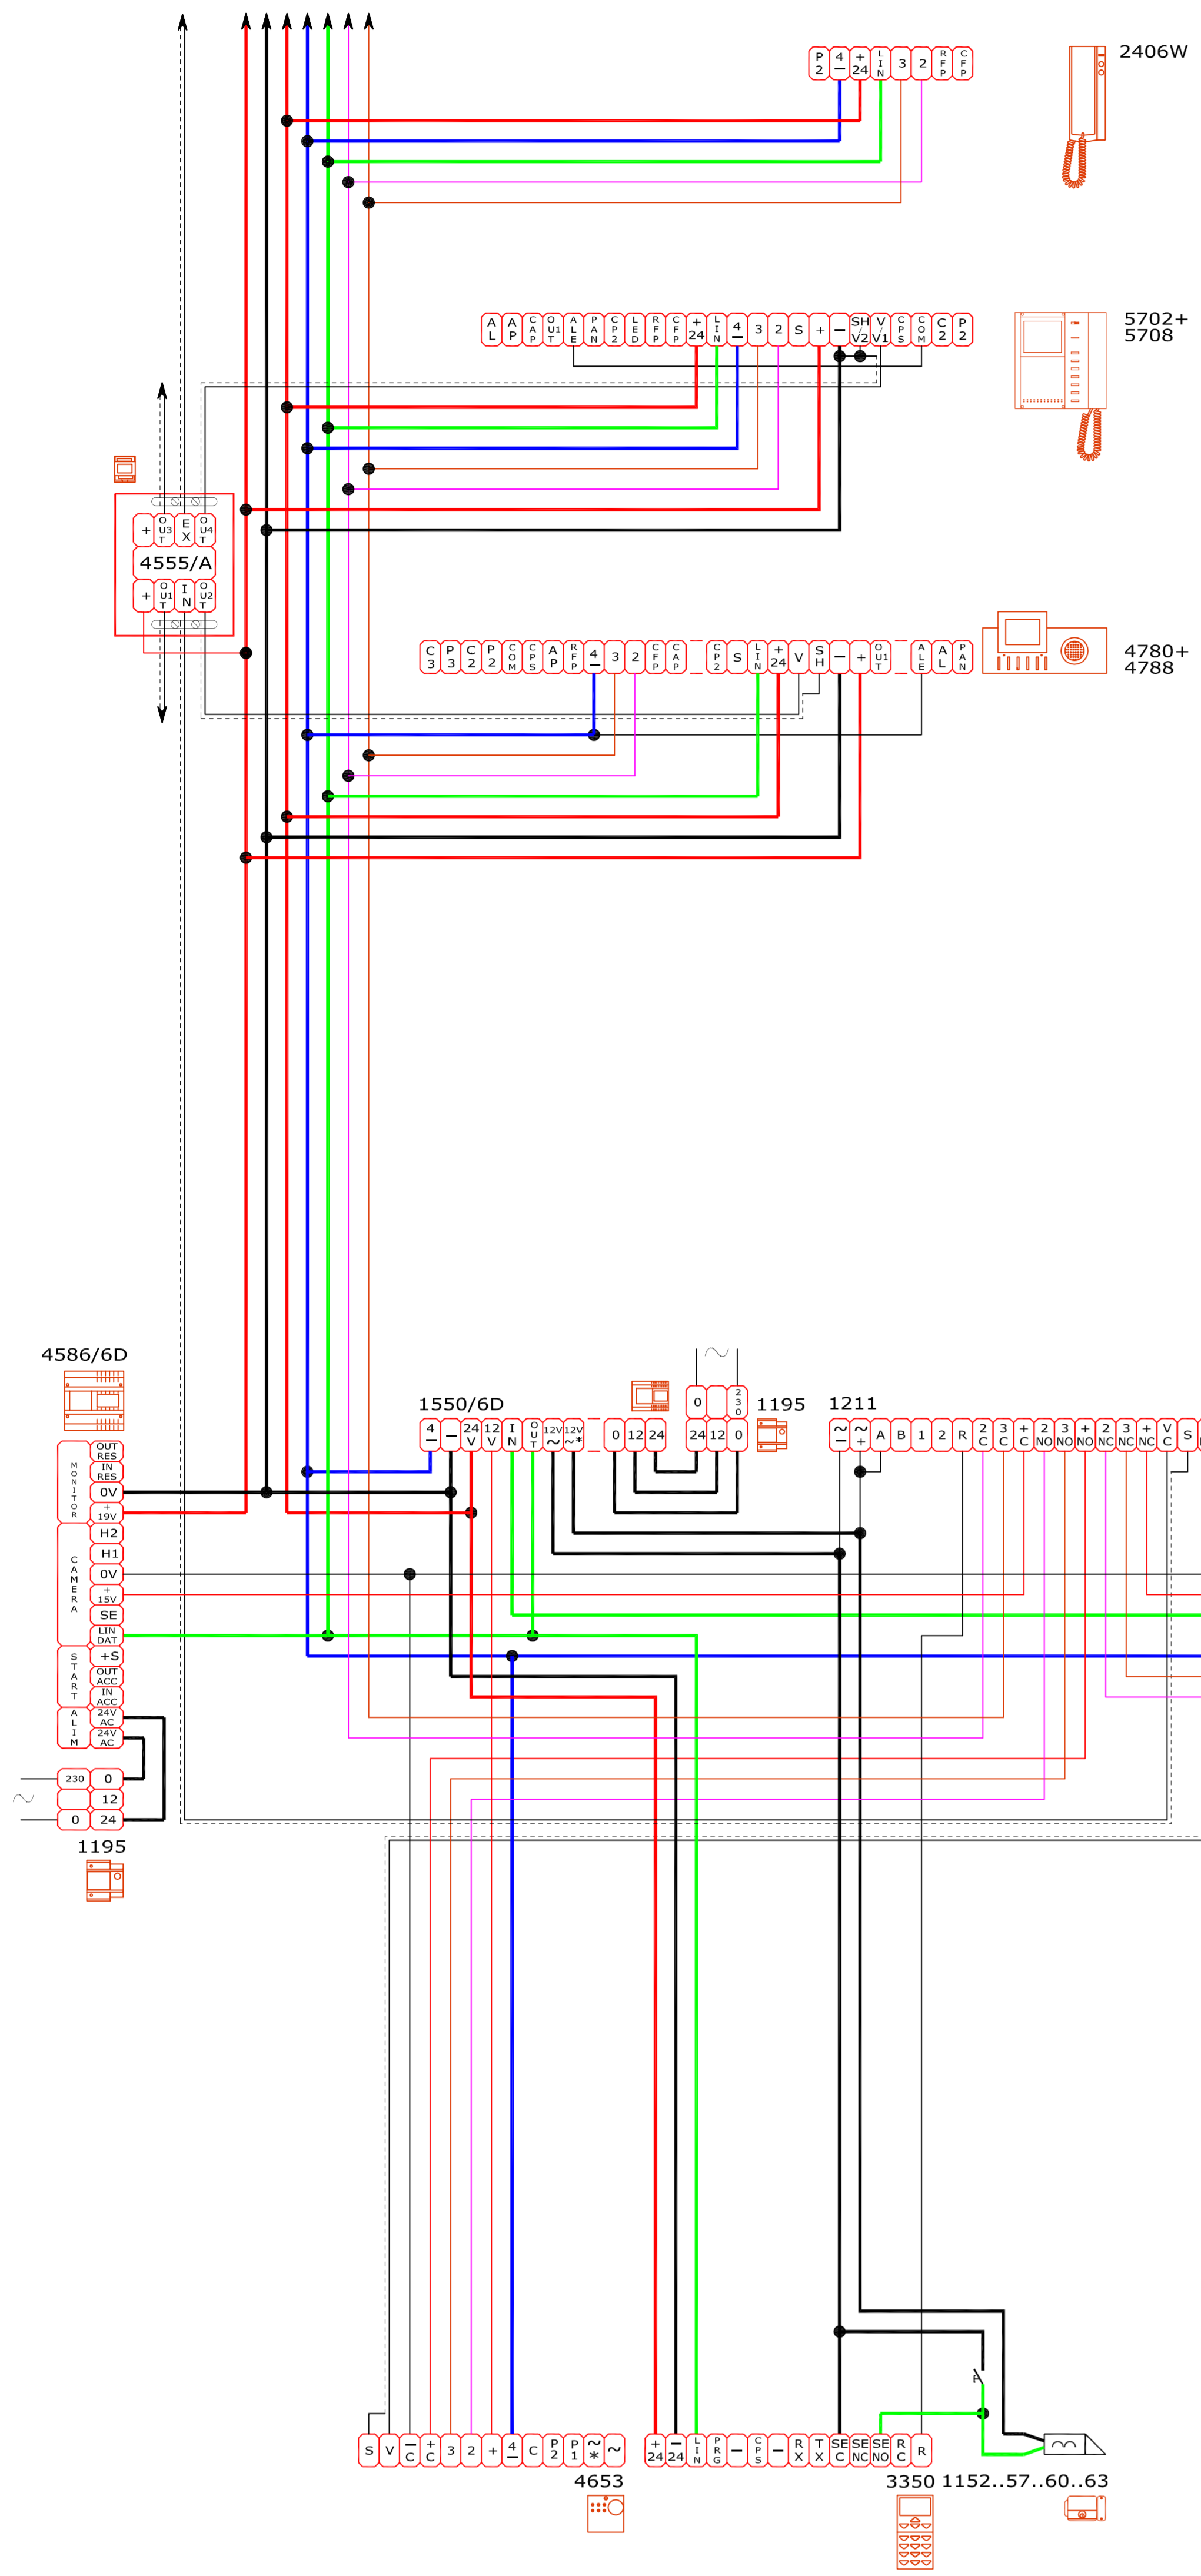 P2 4− +24 LIN 3 2 RFP CFP
2406W
AL AP CAP OUT1 ALE PAN CP2 LED RFP CFP +24 LIN 4− 3 2 S + − SH/V2 V/V1 CPS COM C2 P2
5702+
5708
+ OUT3 EX OUT4
4555/A
+ OUT1 IN OUT2
C3 P3 C2 P2 COM CPS AP RFP 4− 3 2 CFP CAP CP2 S LIN +24 V SH − + OUT1 ALE AL PAN
4780+
4788
4586/6D
MONITOR
OUT RES
IN RES
0V
+ 19V
CAMERA
H2
H1
0V
+ 15V
SE
LIN DAT
START
+S
OUT ACC
IN ACC
ALIM
24V AC
24V AC
230 0
12
0 24
1195
1550/6D
4− − 24V 12V IN OUT 12V~ 12V~* 0 12 24
0 230
24 12 0
1195
1211
~− ~+ A B 1 2 R 2C 3C +C 2NO 3NO +NO 2NC 3NC +NC VC S
S V −C +C 3 2 + 4− C P2 P1 ~* ~
4653
+24 −24 LIN PRG − CPS − RX TX SEC SENC SENO RC R
3350
1152..57..60..63